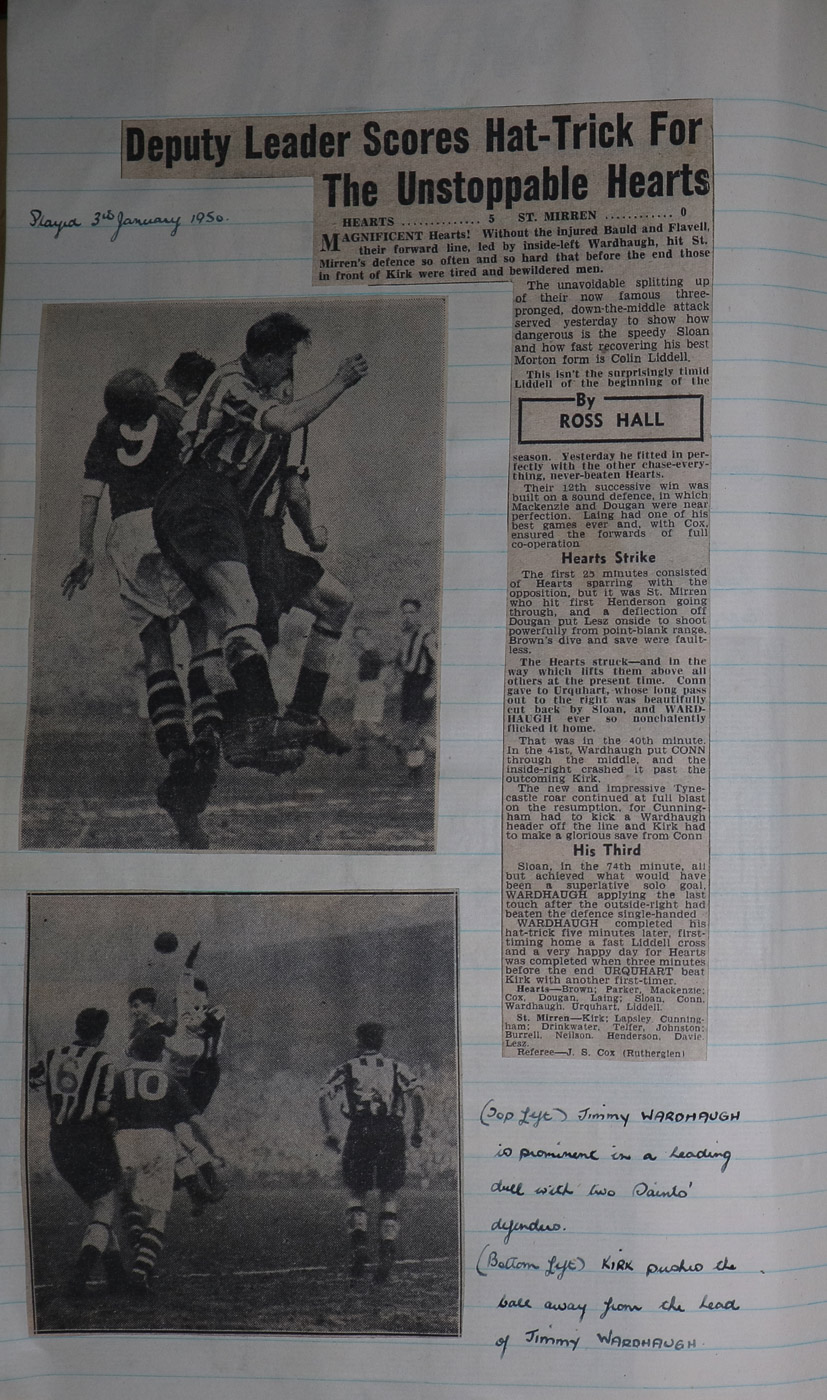 Deputy Leader Scores Hat-Trick For
The Unstoppable Hearts
Played 3rd January 1950.
HEARTS ............. 5 ST. MIRREN ............ 0
MAGNIFICENT Hearts! Without the injured Bauld and Flavell,
their forward line, led by inside-left Wardhaugh, hit St.
Mirren's defence so often and so hard that before the end those
in front of Kirk were tired and bewildered men.
The unavoidable splitting up
of their now famous three-
pronged, down-the-middle attack
served yesterday to show how
dangerous is the speedy Sloan
and how fast recovering his best
Morton form is Colin Liddell.
This isn't the surprisingly timid
Liddell of the beginning of the
By
ROSS HALL
season. Yesterday he fitted in per-
fectly with the other chase-every-
thing, never-beaten Hearts.
Their 12th successive win was
built on a sound defence, in which
Mackenzie and Dougan were near
perfection. Laing had one of his
best games ever and, with Cox,
ensured the forwards of full
co-operation
Hearts Strike
The first 25 minutes consisted
of Hearts sparring with the
opposition, but it was St. Mirren
who hit first Henderson going
through, and a deflection off
Dougan put Lesz onside to shoot
powerfully from point-blank range.
Brown's dive and save were fault-
less.
The Hearts struck—and in the
way which lifts them above all
others at the present time. Conn
gave to Urquhart, whose long pass
out to the right was beautifully
cut back by Sloan, and WARD-
HAUGH ever so nonchalently
flicked it home.
That was in the 40th minute.
In the 41st, Wardhaugh put CONN
through the middle, and the
inside-right crashed it past the
outcoming Kirk.
The new and impressive Tyne-
castle roar continued at full blast
on the resumption, for Cunning-
ham had to kick a Wardhaugh
header off the line and Kirk had
to make a glorious save from Conn
His Third
Sloan, in the 74th minute, all
but achieved what would have
been a superlative solo goal,
WARDHAUGH applying the last
touch after the outside-right had
beaten the defence single-handed
WARDHAUGH completed his
hat-trick five minutes later, first-
timing home a fast Liddell cross
and a very happy day for Hearts
was completed when three minutes
before the end URQUHART beat
Kirk with another first-timer.
Hearts—Brown; Parker, Mackenzie;
Cox, Dougan, Laing; Sloan, Conn,
Wardhaugh, Urquhart, Liddell.
St. Mirren—Kirk; Lapsley Cunning-
ham; Drinkwater, Telfer, Johnston;
Burrell, Neilson, Henderson, Davie
Lesz.
Referee—J. S. Cox (Rutherglen)
9
6
10
(Top Left) Jimmy WARDHAUGH
is prominent in a heading
duel with two Saints'
defenders.
(Bottom Left) KIRK pushes the
ball away from the head
of Jimmy WARDHAUGH